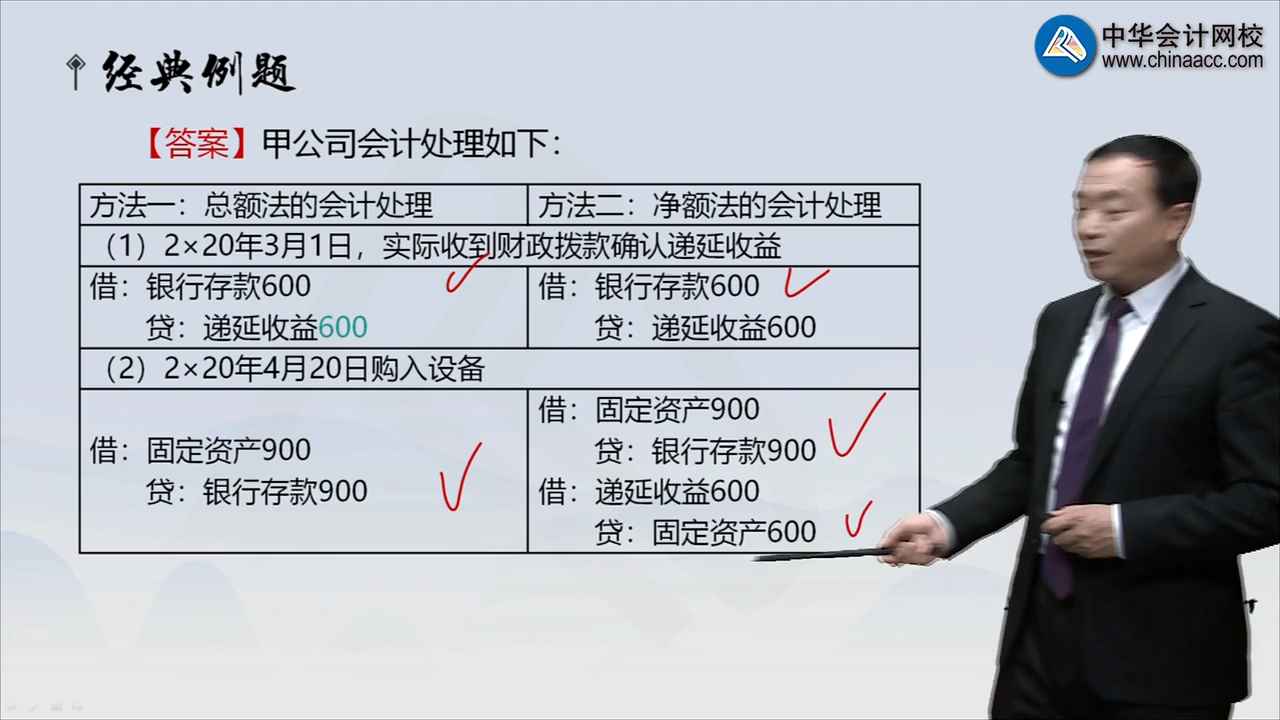 中华会计网校
www.chinaacc.com
经典例题
【答案】甲公司会计处理如下：
方法一：总额法的会计处理
方法二：净额法的会计处理
（1）2×20年3月1日，实际收到财政拨款确认递延收益
借：银行存款600
贷：递延收益600
借：银行存款600
贷：递延收益600
（2）2×20年4月20日购入设备
借：固定资产900
贷：银行存款900
借：固定资产900
贷：银行存款900
借：递延收益600
贷：固定资产600